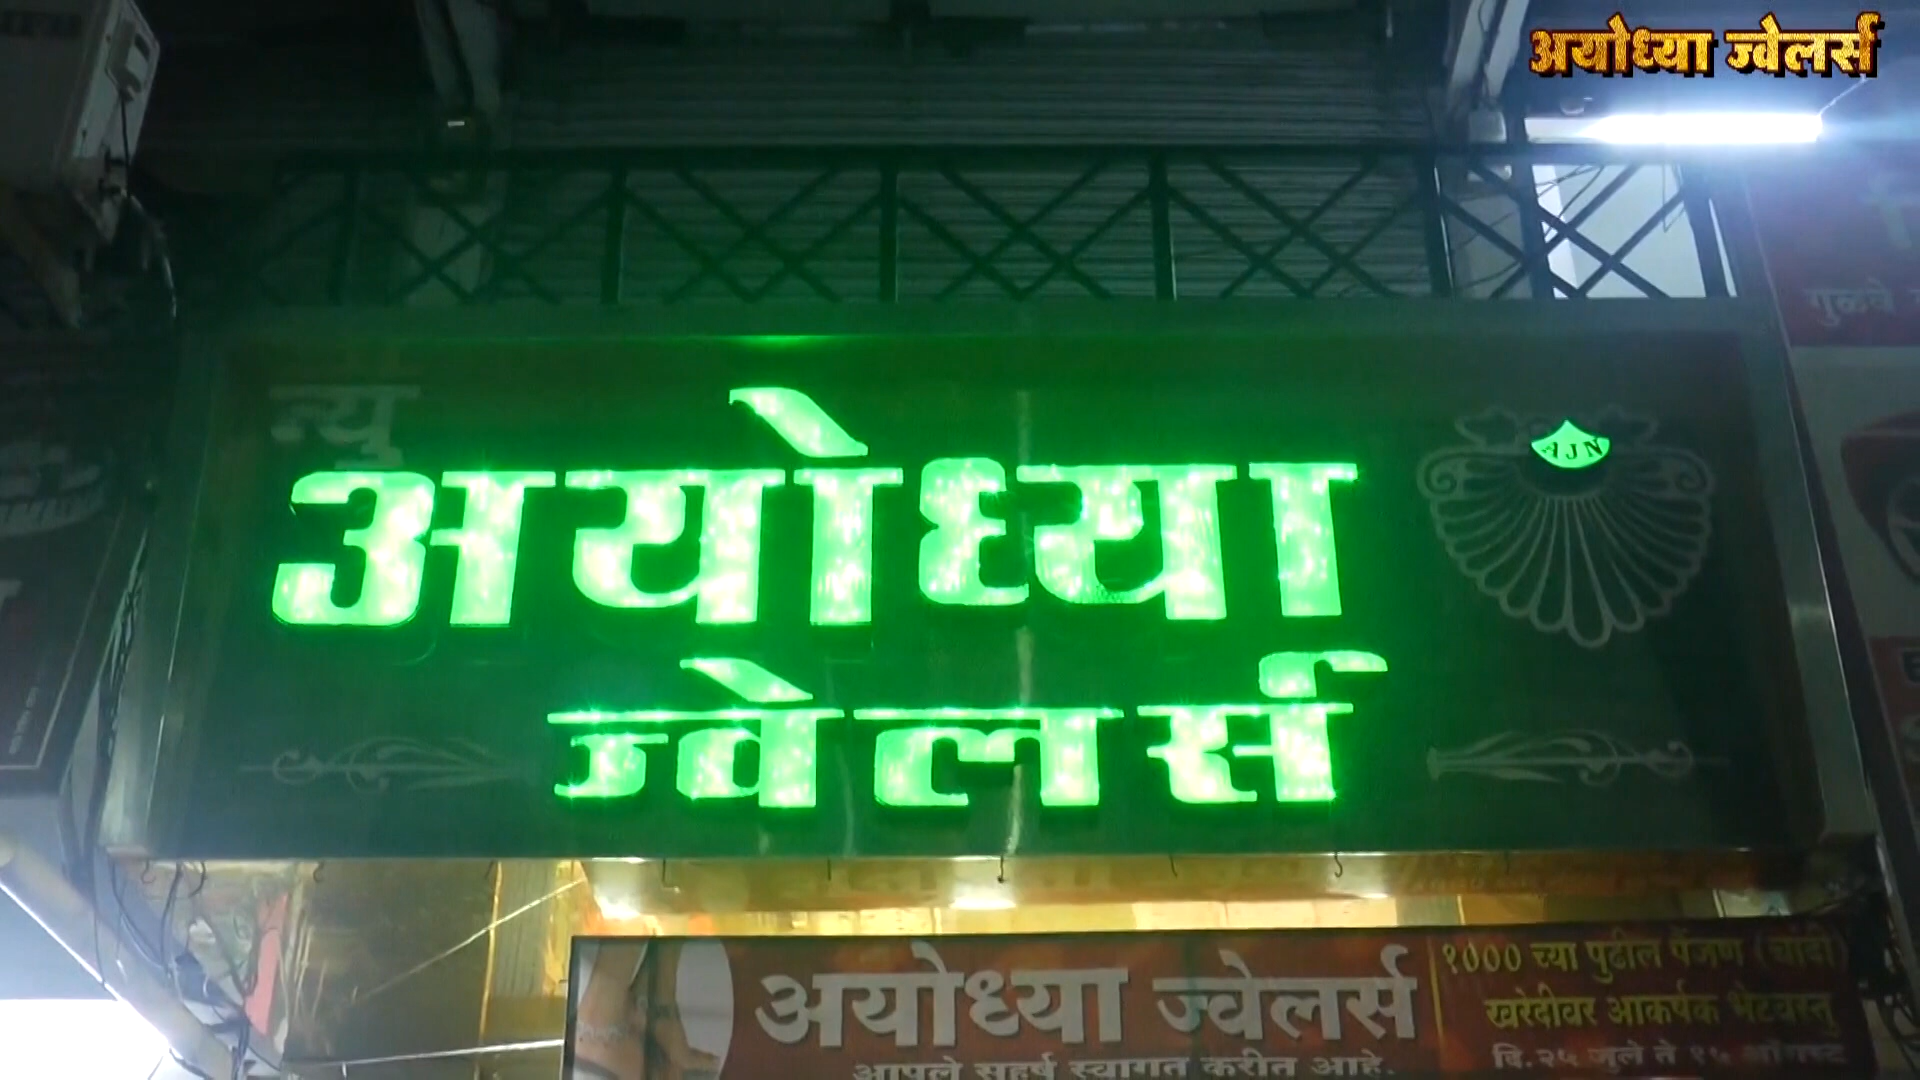 अयोध्या ज्वेलर्स
न्यु
अयोध्या
ज्वेलर्स
AJN
गुळवे
अयोध्या ज्वेलर्स
आपले सहर्ष स्वागत करीत आहे.
१००० च्या पुढील पैंजण (चांदी)
खरेदीवर आकर्षक भेटवस्तु
दि.२५ जुलै ते १५ ऑगस्ट